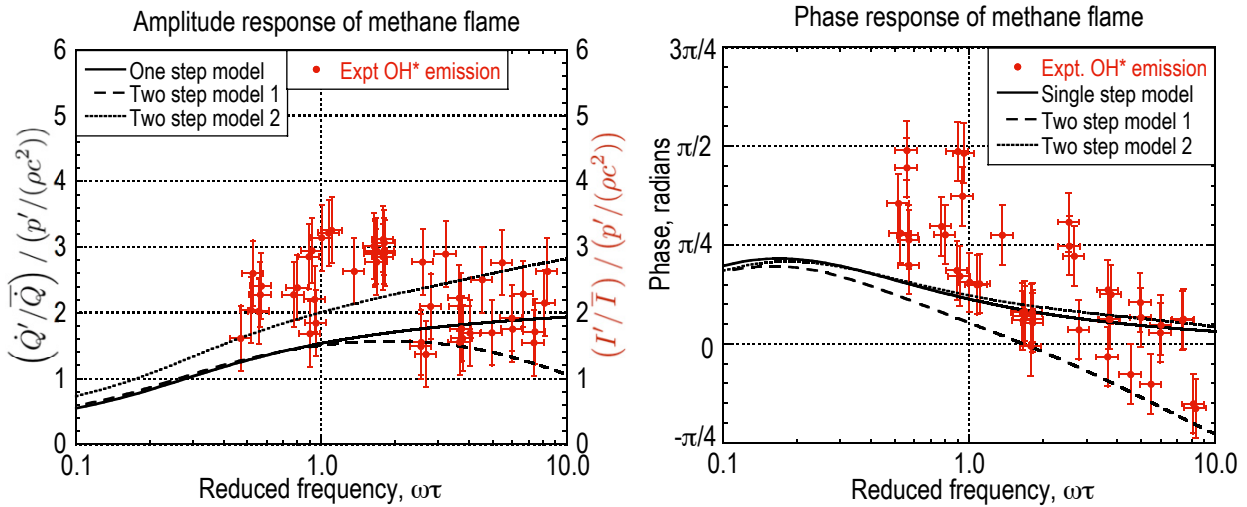 Amplitude response of methane flame
6
5
4
3
2
1
0
(Q̇′/Q̇̅) / (p′/(ρc²))
One step model
Two step model 1
Two step model 2
Expt OH* emission
6
5
4
3
2
1
0
(I′/I̅) / (p′/(ρc²))
0.1 1.0 10.0
Reduced frequency, ωτ
Phase response of methane flame
3π/4
π/2
π/4
0
-π/4
Phase, radians
Expt. OH* emission
Single step model
Two step model 1
Two step model 2
0.1 1.0 10.0
Reduced frequency, ωτ